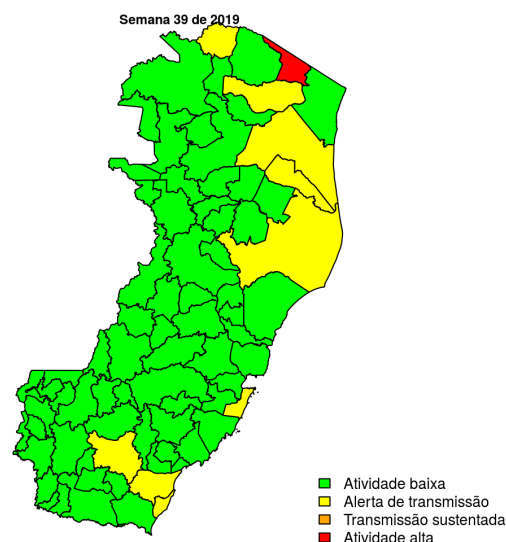 Semana 39 de 2019
Atividade baixa
Alerta de transmissão
Transmissão sustentada
Atividade alta